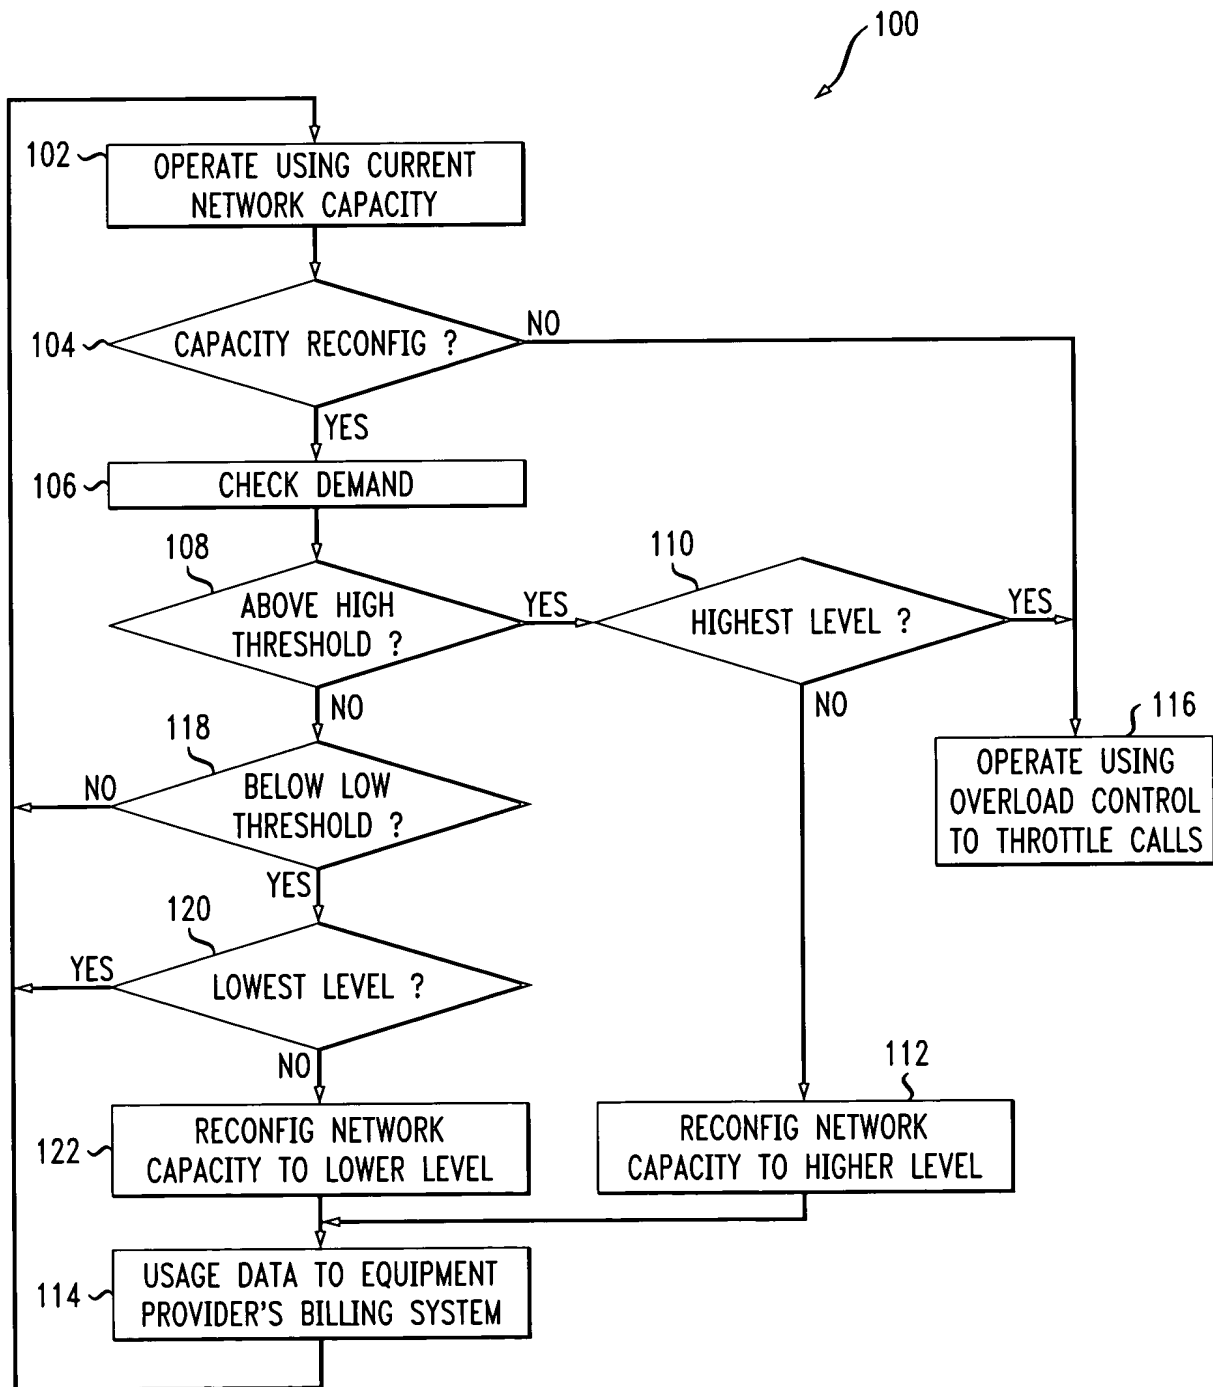 100
102
OPERATE USING CURRENT
NETWORK CAPACITY
104
CAPACITY RECONFIG ?
NO
YES
106
CHECK DEMAND
108
ABOVE HIGH
THRESHOLD ?
YES
110
HIGHEST LEVEL ?
YES
NO
NO
116
OPERATE USING
OVERLOAD CONTROL
TO THROTTLE CALLS
118
BELOW LOW
THRESHOLD ?
NO
YES
120
LOWEST LEVEL ?
YES
NO
112
RECONFIG NETWORK
CAPACITY TO HIGHER LEVEL
122
RECONFIG NETWORK
CAPACITY TO LOWER LEVEL
114
USAGE DATA TO EQUIPMENT
PROVIDER'S BILLING SYSTEM